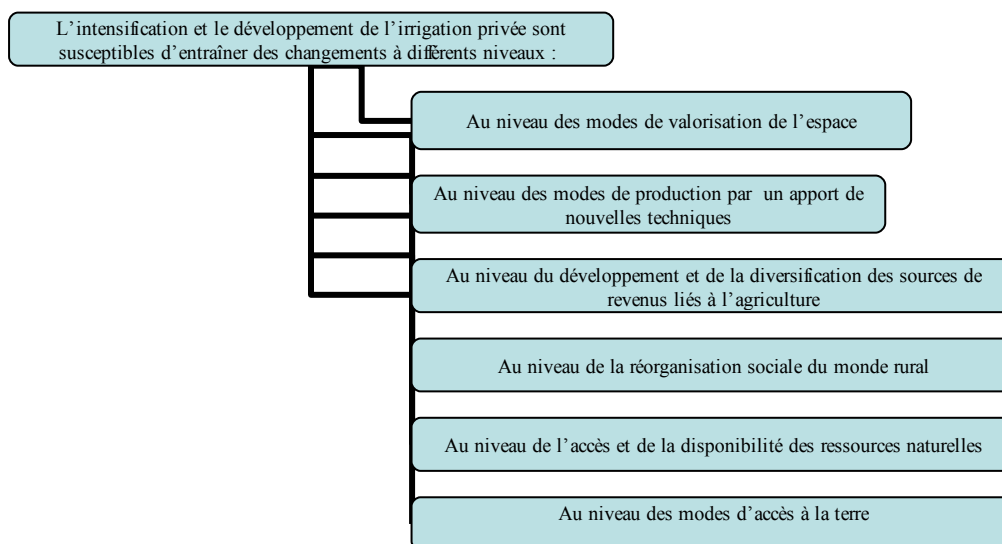 L’intensification et le développement de l’irrigation privée sont
susceptibles d’entraîner des changements à différents niveaux :
Au niveau des modes de valorisation de l’espace
Au niveau des modes de production par un apport de
nouvelles techniques
Au niveau du développement et de la diversification des sources de
revenus liés à l’agriculture
Au niveau de la réorganisation sociale du monde rural
Au niveau de l’accès et de la disponibilité des ressources naturelles
Au niveau des modes d’accès à la terre